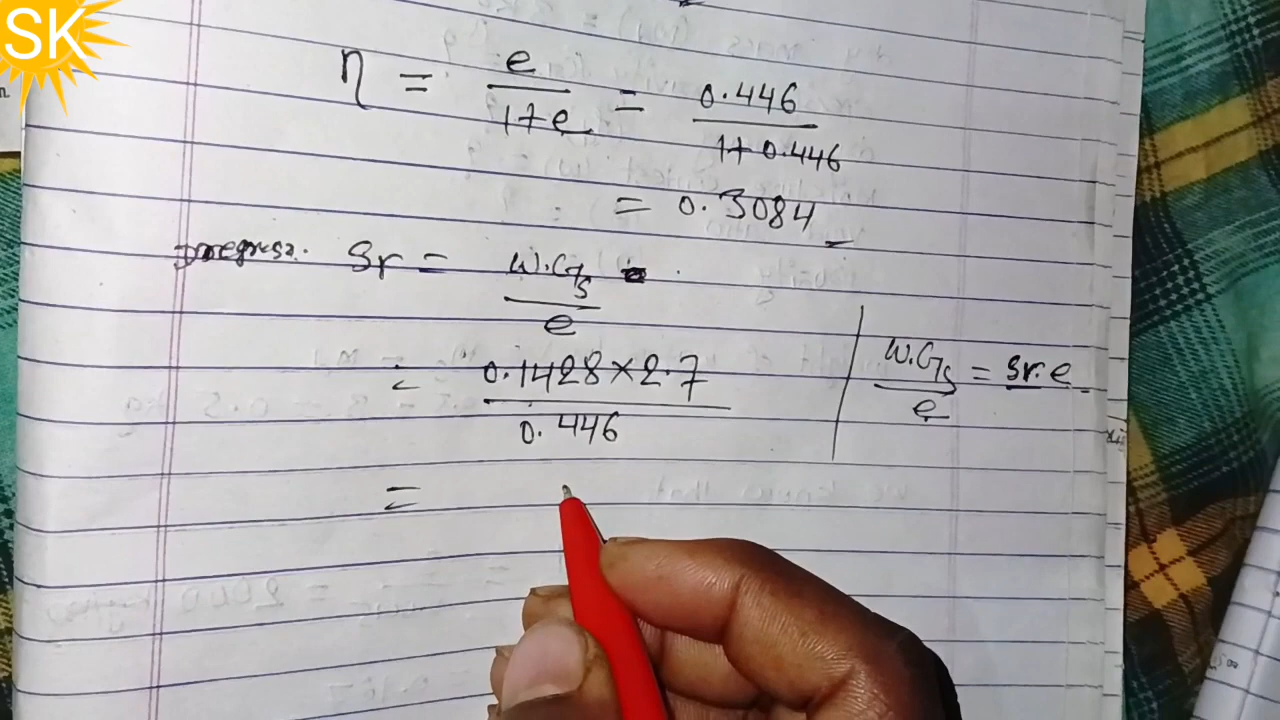 SK
η = e / 1+e = 0.446 / 1+0.446
= 0.3084
Sr = w.Gs / e
= 0.1428×2.7 / 0.446
w.Gs / e = Sr.e
=